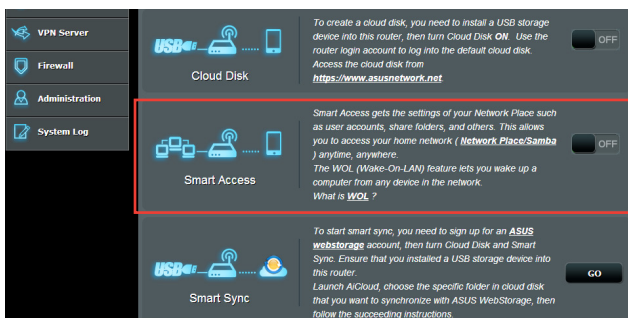 VPN Server
Firewall
Administration
System Log
USB
Cloud Disk
To create a cloud disk, you need to install a USB storage
device into this router, then turn Cloud Disk ON. Use the
router login account to log into the default cloud disk.
Access the cloud disk from
https://www.asusnetwork.net.
OFF
Smart Access
Smart Access gets the settings of your Network Place such
as user accounts, share folders, and others. This allows
you to access your home network ( Network Place/Samba
) anytime, anywhere.
The WOL (Wake-On-LAN) feature lets you wake up a
computer from any device in the network.
What is WOL ?
OFF
USB
Smart Sync
To start smart sync, you need to sign up for an ASUS
webstorage account, then turn Cloud Disk and Smart
Sync. Ensure that you installed a USB storage device into
this router.
Launch AiCloud, choose the specific folder in cloud disk
that you want to synchronize with ASUS WebStorage, then
follow the succeeding instructions.
GO